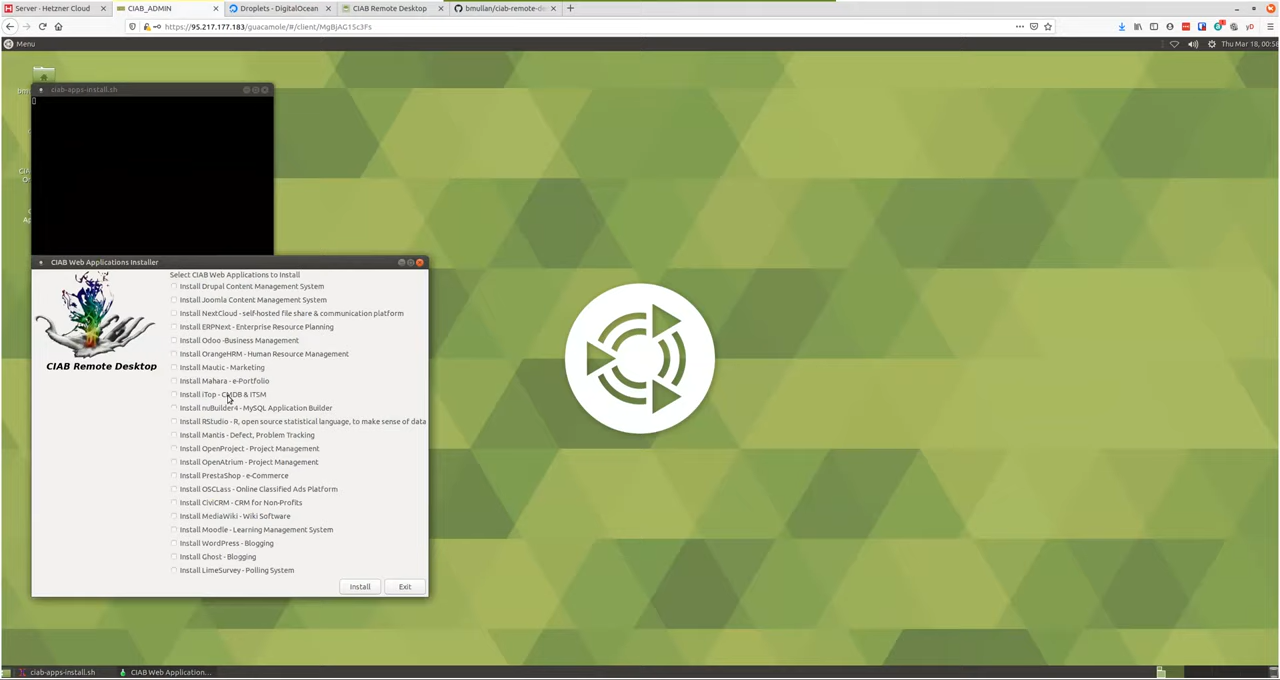 Server - Hetzner Cloud
CIAB_ADMIN
Droplets - DigitalOcean
CIAB Remote Desktop
bmullan/ciab-remote-de
https://95.217.177.183/guacamole/#/client/MgBjAG1Sc3Fs
Menu
Thu Mar 18, 00:58
ciab-apps-install.sh
CIAB Web Applications Installer
Select CIAB Web Applications to Install
Install Drupal Content Management System
Install Joomla Content Management System
Install NextCloud - self-hosted file share & communication platform
Install ERPNext - Enterprise Resource Planning
Install Odoo -Business Management
Install OrangeHRM - Human Resource Management
Install Mautic - Marketing
Install Mahara - e-Portfolio
Install iTop - CMDB & ITSM
Install nuBuilder4 - MySQL Application Builder
Install RStudio - R, open source statistical language, to make sense of data
Install Mantis - Defect, Problem Tracking
Install OpenProject - Project Management
Install OpenAtrium - Project Management
Install PrestaShop - e-Commerce
Install OSCLass - Online Classified Ads Platform
Install CiviCRM - CRM for Non-Profits
Install MediaWiki - Wiki Software
Install Moodle - Learning Management System
Install WordPress - Blogging
Install Ghost - Blogging
Install LimeSurvey - Polling System
CIAB Remote Desktop
Install
Exit
ciab-apps-install.sh
CIAB Web Application...